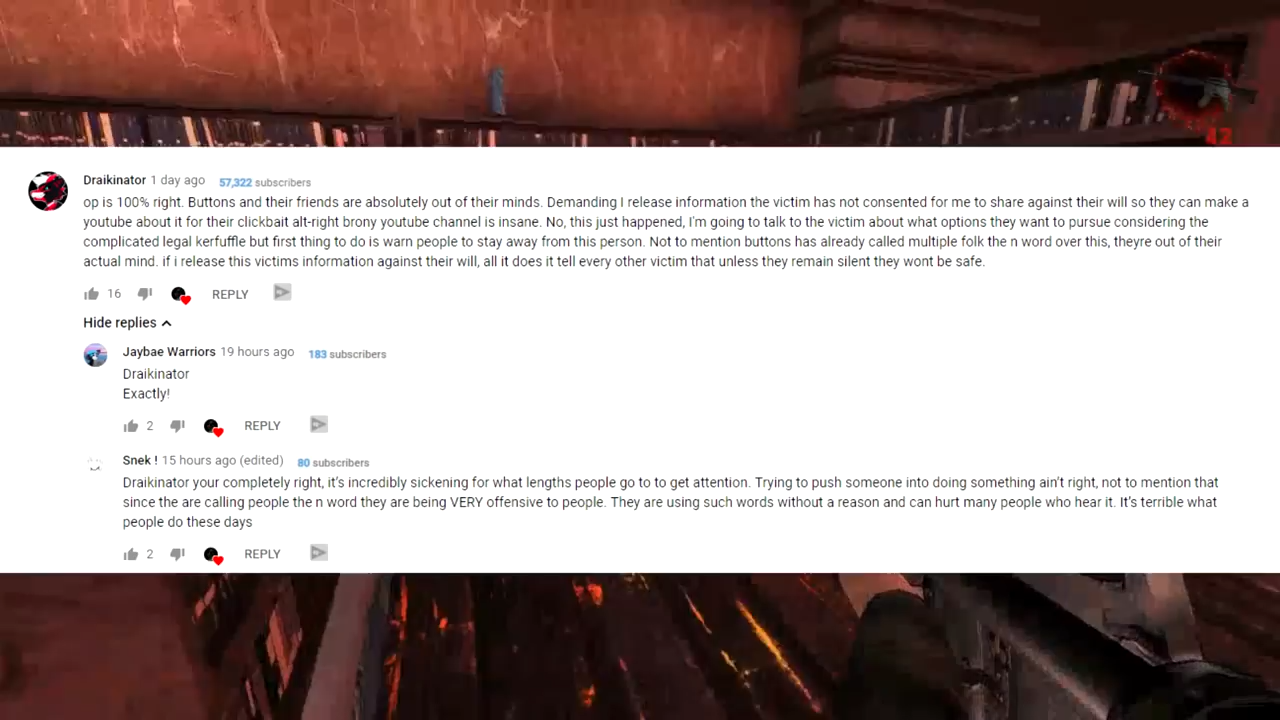 42
Draikinator 1 day ago 57,322 subscribers
op is 100% right. Buttons and their friends are absolutely out of their minds. Demanding I release information the victim has not consented for me to share against their will so they can make a
youtube about it for their clickbait alt-right brony youtube channel is insane. No, this just happened, I'm going to talk to the victim about what options they want to pursue considering the
complicated legal kerfuffle but first thing to do is warn people to stay away from this person. Not to mention buttons has already called multiple folk the n word over this, theyre out of their
actual mind. if i release this victims information against their will, all it does it tell every other victim that unless they remain silent they wont be safe.
16 REPLY
Hide replies
Jaybae Warriors 19 hours ago 183 subscribers
Draikinator
Exactly!
2 REPLY
Snek ! 15 hours ago (edited) 80 subscribers
Draikinator your completely right, it's incredibly sickening for what lengths people go to to get attention. Trying to push someone into doing something ain't right, not to mention that
since the are calling people the n word they are being VERY offensive to people. They are using such words without a reason and can hurt many people who hear it. It's terrible what
people do these days
2 REPLY